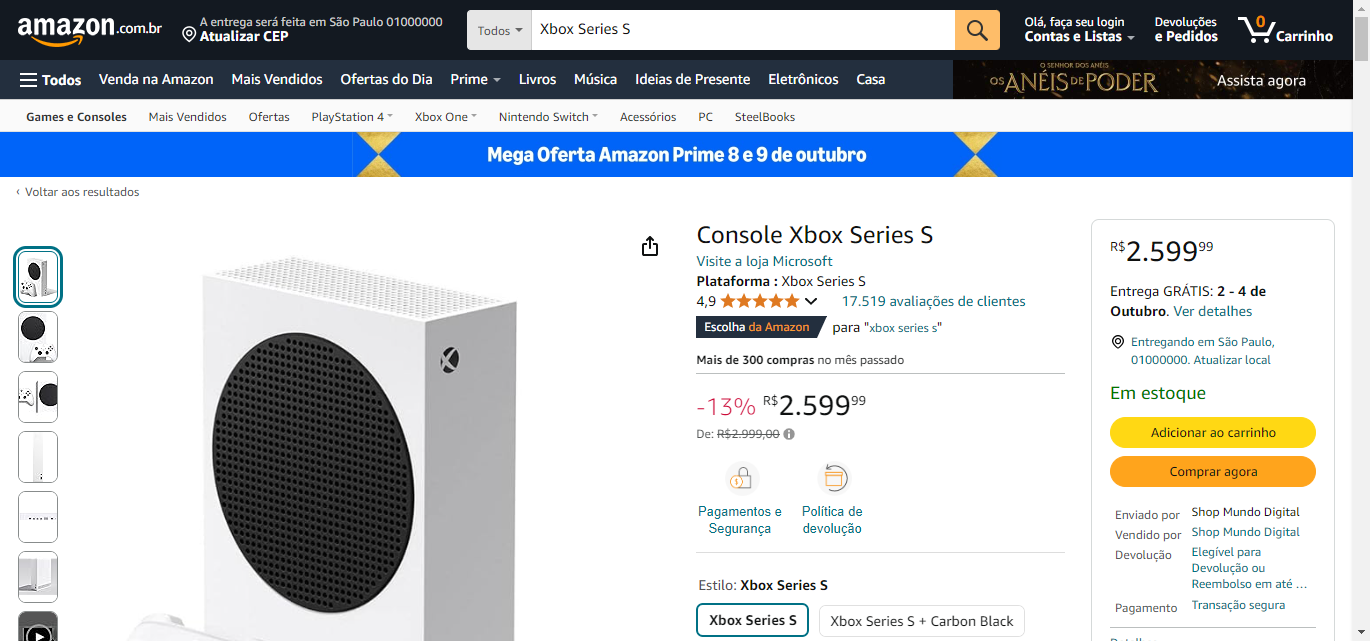 amazon.com.br
A entrega será feita em São Paulo 01000000
Atualizar CEP
Todos
Xbox Series S
Olá, faça seu login
Contas e Listas
Devoluções
e Pedidos
0
Carrinho
Todos
Venda na Amazon
Mais Vendidos
Ofertas do Dia
Prime
Livros
Música
Ideias de Presente
Eletrônicos
Casa
O SENHOR DOS ANÉIS
OS ANÉIS DE PODER
Assista agora
Games e Consoles
Mais Vendidos
Ofertas
PlayStation 4
Xbox One
Nintendo Switch
Acessórios
PC
SteelBooks
Mega Oferta Amazon Prime 8 e 9 de outubro
‹ Voltar aos resultados
Console Xbox Series S
Visite a loja Microsoft
Plataforma : Xbox Series S
4,9
17.519 avaliações de clientes
Escolha da Amazon
para "xbox series s"
Mais de 300 compras no mês passado
-13% R$2.59999
De: R$2.999,00
Pagamentos e
Segurança
Política de
devolução
Estilo: Xbox Series S
Xbox Series S
Xbox Series S + Carbon Black
R$2.59999
Entrega GRÁTIS: 2 - 4 de
Outubro. Ver detalhes
Entregando em São Paulo,
01000000. Atualizar local
Em estoque
Adicionar ao carrinho
Comprar agora
Enviado por Shop Mundo Digital
Vendido por Shop Mundo Digital
Devolução Elegível para
Devolução ou
Reembolso em até ...
Pagamento Transação segura